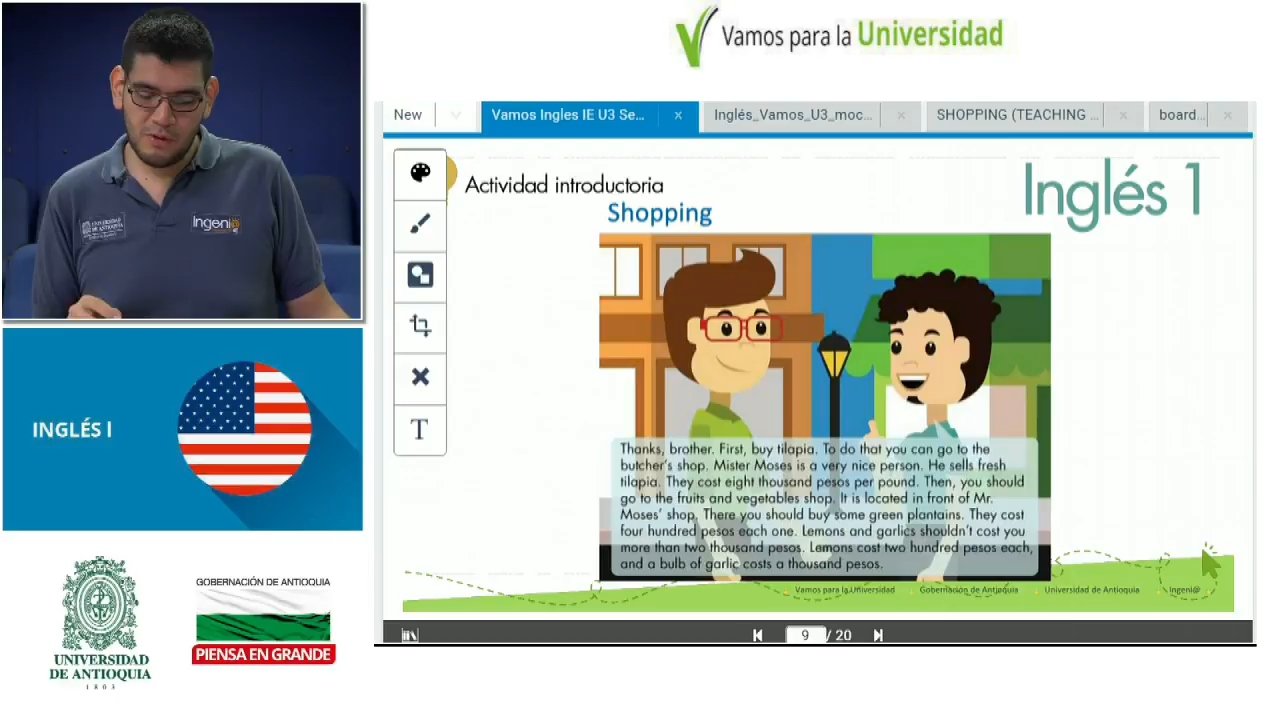 Vamos para la Universidad
New
Vamos Ingles IE U3 Se...
Inglés_Vamos_U3_moc...
SHOPPING (TEACHING ...
board...
Actividad introductoria
Inglés 1
Shopping
T
Thanks, brother. First, buy tilapia. To do that you can go to the
butcher's shop. Mister Moses is a very nice person. He sells fresh
tilapia. They cost eight thousand pesos per pound. Then, you should
go to the fruits and vegetables shop. It is located in front of Mr.
Moses' shop. There you should buy some green plantains. They cost
four hundred pesos each one. Lemons and garlics shouldn't cost you
more than two thousand pesos. Lemons cost two hundred pesos each,
and a bulb of garlic costs a thousand pesos.
Vamos para la Universidad
Gobernación de Antioquia
Universidad de Antioquia
Ingeni@
9 / 20
UNIVERSIDAD
DE ANTIOQUIA
Ingeni@
INGLÉS I
UNIVERSIDAD
DE ANTIOQUIA
1803
GOBERNACIÓN DE ANTIOQUIA
PIENSA EN GRANDE